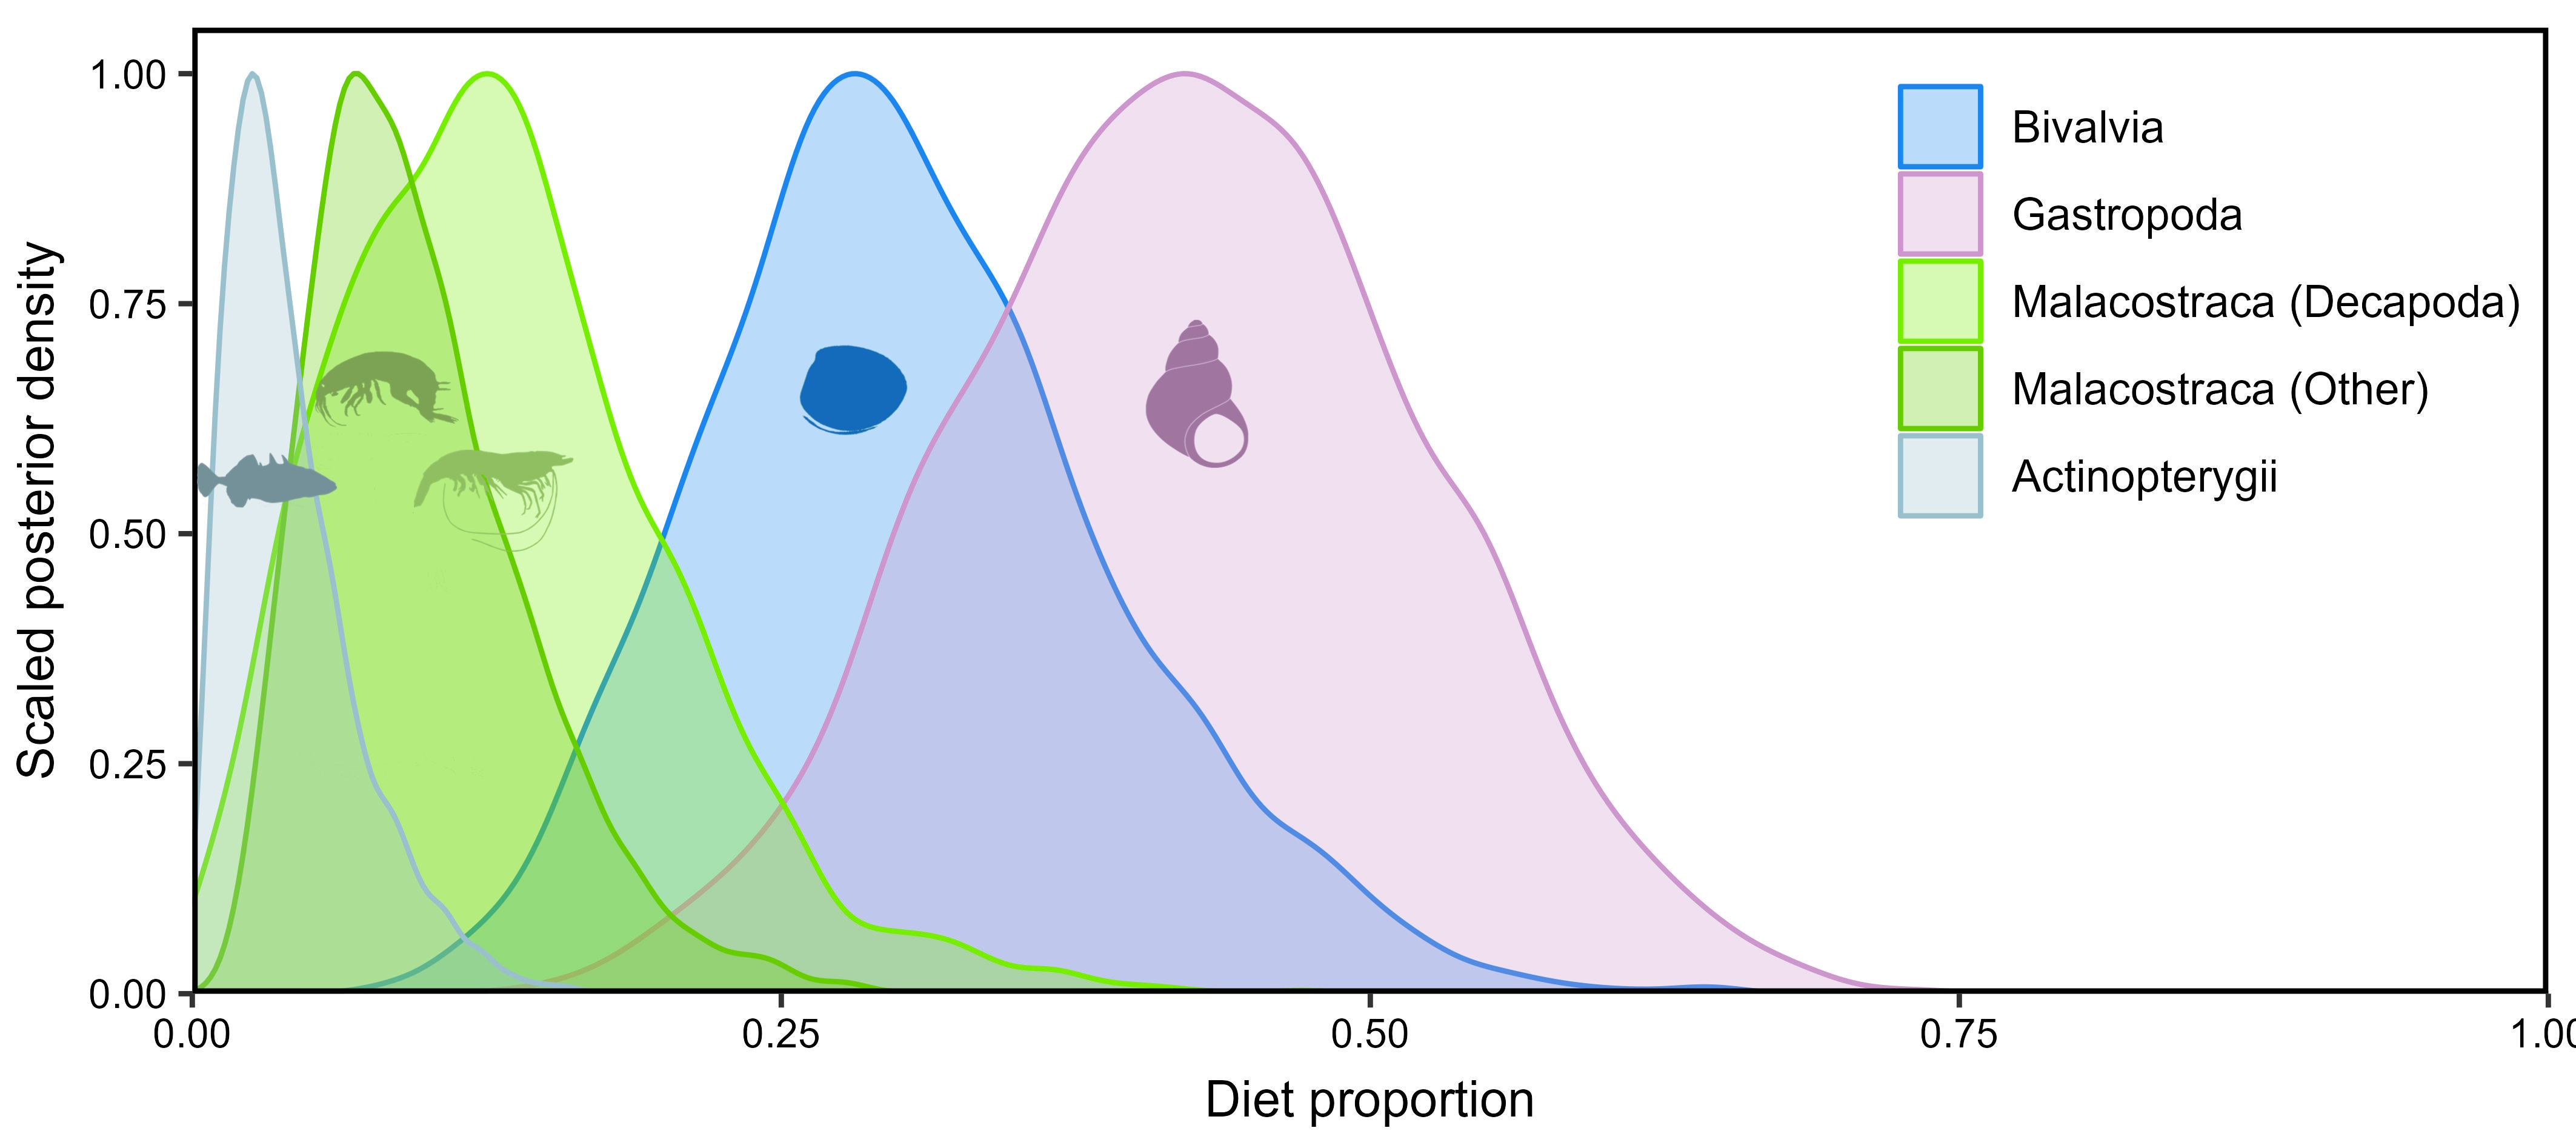 Scaled posterior density
1.00
0.75
0.50
0.25
0.00
Bivalvia
Gastropoda
Malacostraca (Decapoda)
Malacostraca (Other)
Actinopterygii
0.00 0.25 0.50 0.75 1.00
Diet proportion